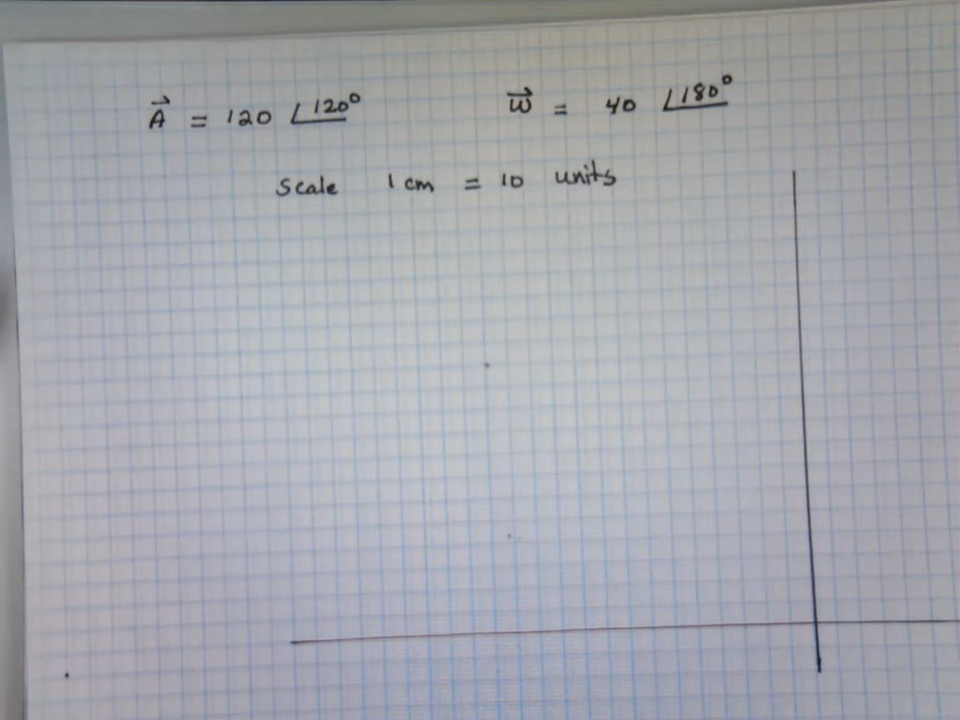 A⃗ = 120 ∠120° W⃗ = 40 ∠180°
Scale 1 cm = 10 units